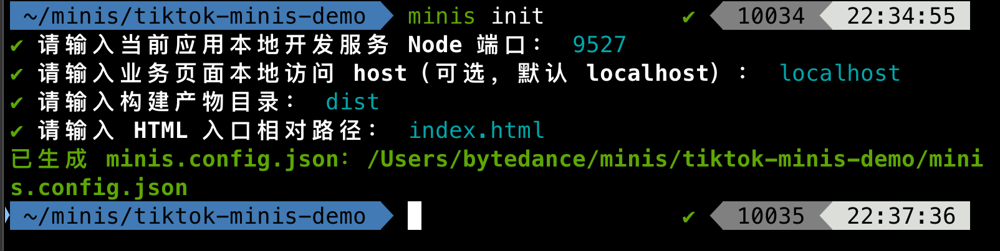 ~/minis/tiktok-minis-demo minis init ✔ 10034 22:34:55
✔ 请输入当前应用本地开发服务 Node 端口： 9527
✔ 请输入业务页面本地访问 host（可选，默认 localhost）： localhost
✔ 请输入构建产物目录： dist
✔ 请输入 HTML 入口相对路径： index.html
已生成 minis.config.json: /Users/bytedance/minis/tiktok-minis-demo/mini
s.config.json
~/minis/tiktok-minis-demo ✔ 10035 22:37:36